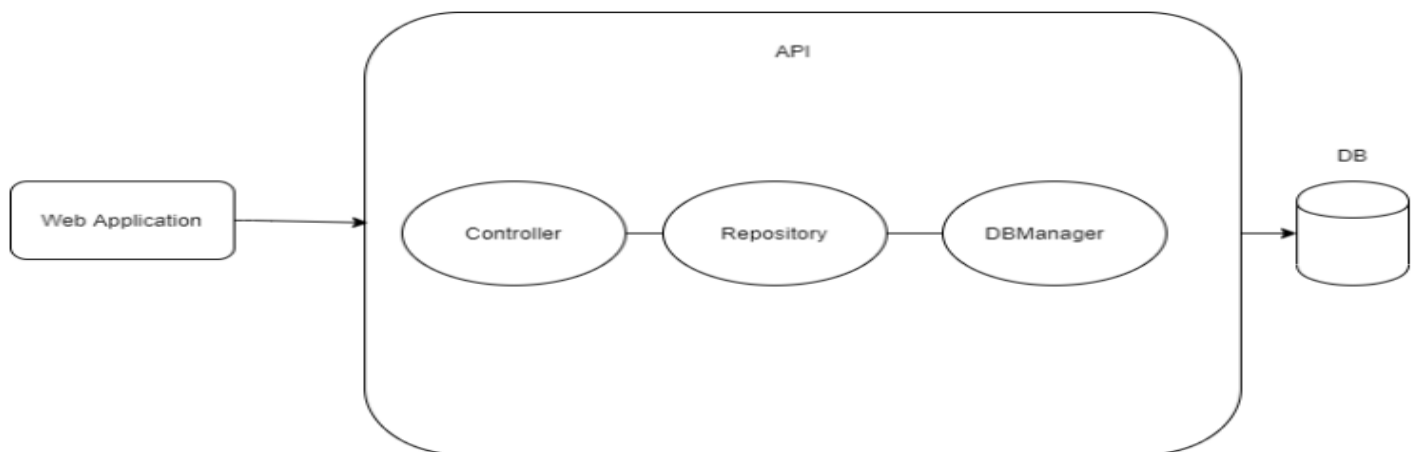 API
DB
Web Application
Controller
Repository
DBManager